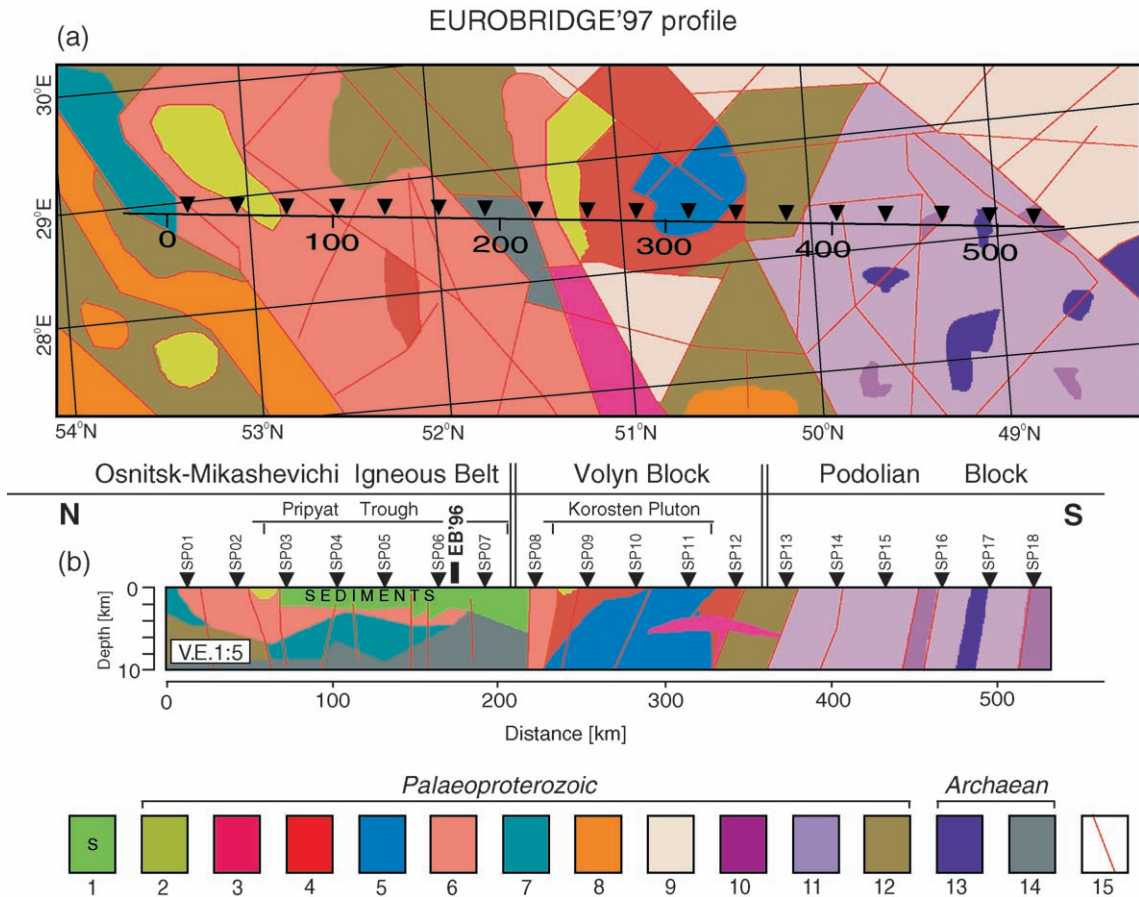 EUROBRIDGE'97 profile
(a)
30°E
29°E
28°E
0 100 200 300 400 500
54°N 53°N 52°N 51°N 50°N 49°N
Osnitsk-Mikashevichi Igneous Belt Volyn Block Podolian Block
N S
Pripyat Trough EB'96 Korosten Pluton
(b)
SP01 SP02 SP03 SP04 SP05 SP06 SP07 SP08 SP09 SP10 SP11 SP12 SP13 SP14 SP15 SP16 SP17 SP18
Depth [km]
0
SEDIMENTS
V.E.1:5
10
0 100 200 300 400 500
Distance [km]
Palaeoproterozoic Archaean
S
1 2 3 4 5 6 7 8 9 10 11 12 13 14 15